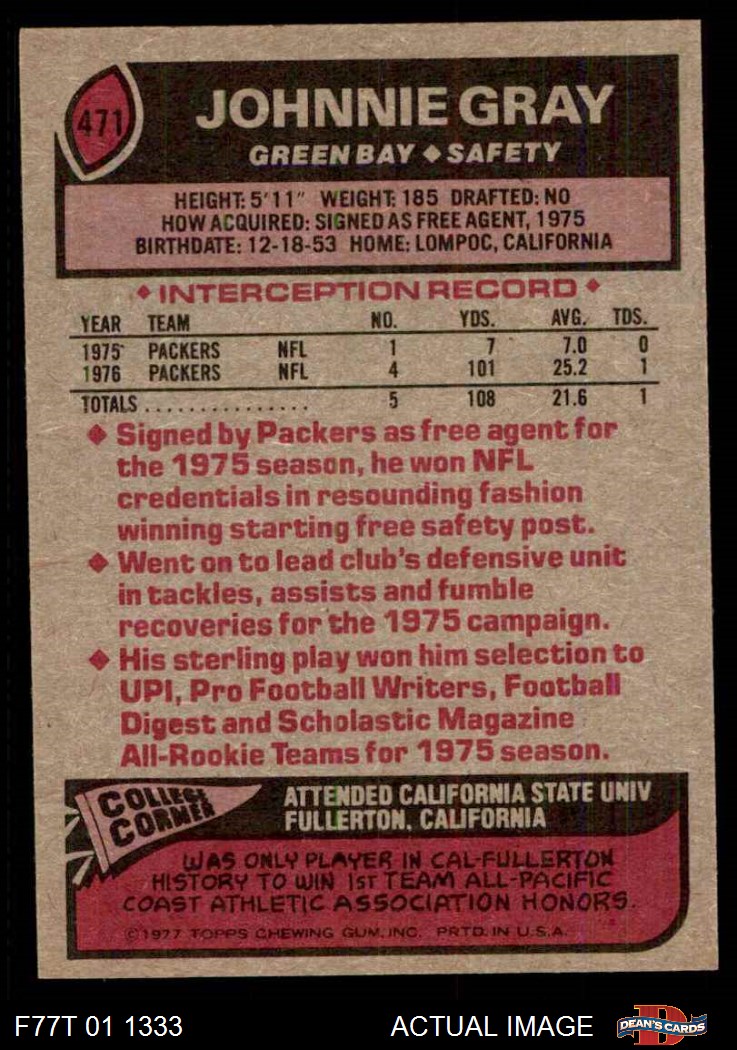 471
JOHNNIE GRAY
GREEN BAY ◆ SAFETY
HEIGHT: 5'11" WEIGHT: 185 DRAFTED: NO
HOW ACQUIRED: SIGNED AS FREE AGENT, 1975
BIRTHDATE: 12-18-53 HOME: LOMPOC, CALIFORNIA
◆ INTERCEPTION RECORD ◆
YEAR TEAM NO. YDS. AVG. TDS.
1975 PACKERS NFL 1 7 7.0 0
1976 PACKERS NFL 4 101 25.2 1
TOTALS ............... 5 108 21.6 1
◆ Signed by Packers as free agent for
the 1975 season, he won NFL
credentials in resounding fashion
winning starting free safety post.
◆ Went on to lead club's defensive unit
in tackles, assists and fumble
recoveries for the 1975 campaign.
◆ His sterling play won him selection to
UPI, Pro Football Writers, Football
Digest and Scholastic Magazine
All-Rookie Teams for 1975 season.
COLLEGE
CORNER
ATTENDED CALIFORNIA STATE UNIV
FULLERTON, CALIFORNIA
WAS ONLY PLAYER IN CAL-FULLERTON
HISTORY TO WIN 1ST TEAM ALL-PACIFIC
COAST ATHLETIC ASSOCIATION HONORS.
©1977 TOPPS CHEWING GUM, INC. PRTD. IN U.S.A.
F77T 01 1333 ACTUAL IMAGE D DEAN'S CARDS